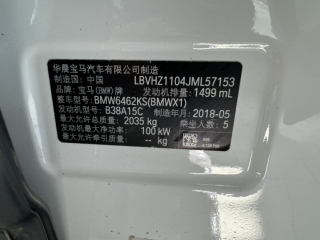 华晨宝马汽车有限公司制造
制造国：中国 LBVHZ1104JML57153
品牌：宝马(BMW)牌 发动机排量：1499 mL
整车型号：BMW6462KS(BMWX1)
发动机型号：B38A15C 制造年月：2018-05
最大允许总质量：2035 kg 乘坐人数：5
发动机最大净功率：100 kW
最大允许牵引质量：-- kg